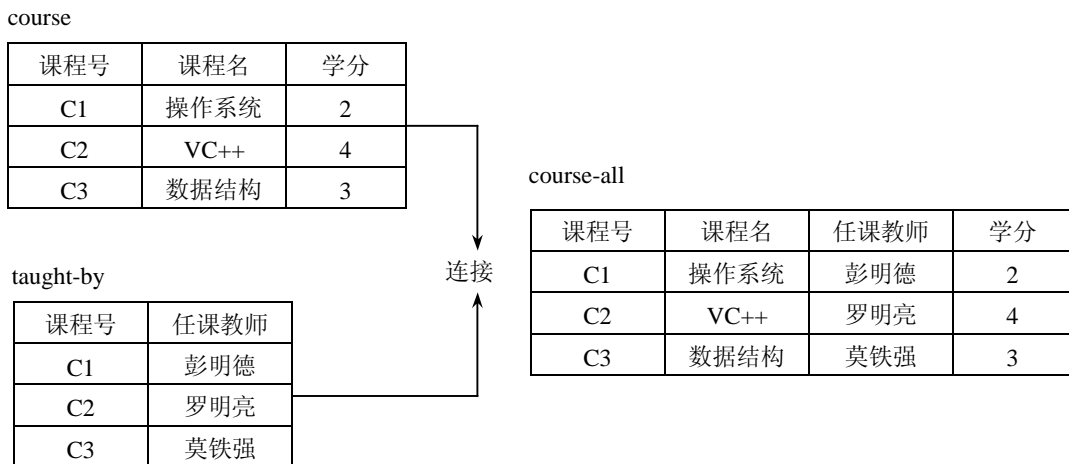 course
课程号 课程名 学分
C1 操作系统 2
C2 VC++ 4
C3 数据结构 3
taught-by
课程号 任课教师
C1 彭明德
C2 罗明亮
C3 莫铁强
连接
course-all
课程号 课程名 任课教师 学分
C1 操作系统 彭明德 2
C2 VC++ 罗明亮 4
C3 数据结构 莫铁强 3